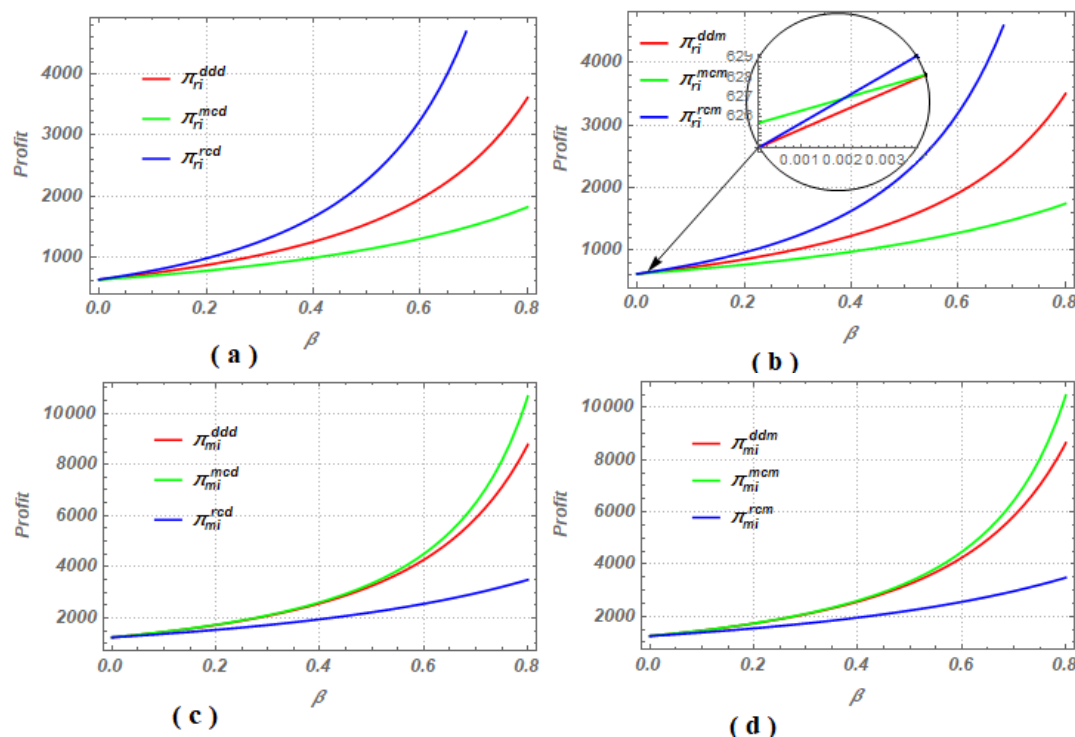 4000
3000
2000
1000
Profit
π_ri^ddd
π_ri^mcd
π_ri^rcd
0.0 0.2 0.4 0.6 0.8
β
( a )
4000
3000
2000
1000
Profit
π_ri^ddm
π_ri^mcm
π_ri^rcm
629
628
627
626
0.001 0.002 0.003
0.0 0.2 0.4 0.6 0.8
β
( b )
10000
8000
6000
4000
2000
Profit
π_mi^ddd
π_mi^mcd
π_mi^rcd
0.0 0.2 0.4 0.6 0.8
β
( c )
10000
8000
6000
4000
2000
Profit
π_mi^ddm
π_mi^mcm
π_mi^rcm
0.0 0.2 0.4 0.6 0.8
β
( d )